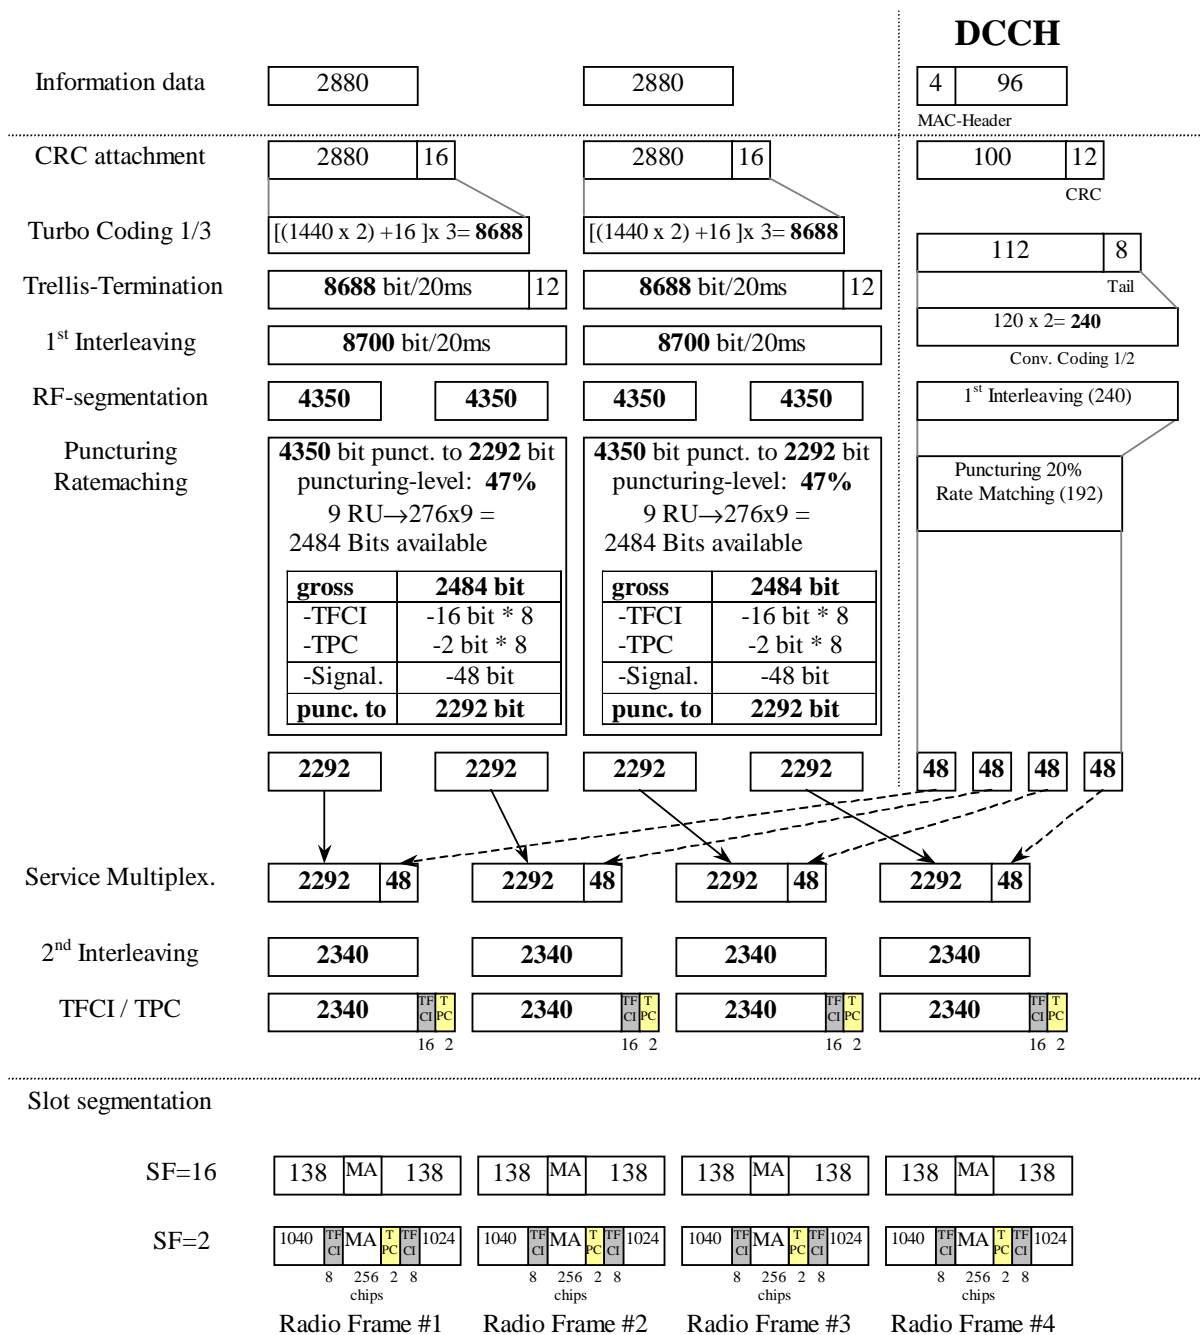 DCCH
Information data 2880 2880 4 96
MAC-Header
CRC attachment 2880 16 2880 16 100 12
CRC
Turbo Coding 1/3 [(1440 x 2) +16 ]x 3= 8688 [(1440 x 2) +16 ]x 3= 8688
112 8
Trellis-Termination 8688 bit/20ms 12 8688 bit/20ms 12
Tail
120 x 2= 240
1st Interleaving 8700 bit/20ms 8700 bit/20ms
Conv. Coding 1/2
RF-segmentation 4350 4350 4350 4350 1st Interleaving (240)
Puncturing 4350 bit punct. to 2292 bit 4350 bit punct. to 2292 bit
Ratemaching puncturing-level: 47% puncturing-level: 47%
Puncturing 20%
Rate Matching (192)
9 RU→276x9 = 9 RU→276x9 =
2484 Bits available 2484 Bits available
gross 2484 bit gross 2484 bit
-TFCI -16 bit * 8 -TFCI -16 bit * 8
-TPC -2 bit * 8 -TPC -2 bit * 8
-Signal. -48 bit -Signal. -48 bit
punc. to 2292 bit punc. to 2292 bit
2292 2292 2292 2292 48 48 48 48
Service Multiplex. 2292 48 2292 48 2292 48 2292 48
2nd Interleaving 2340 2340 2340 2340
TFCI / TPC 2340 TF CI T PC 2340 TF CI T PC 2340 TF CI T PC 2340 TF CI T PC
16 2 16 2 16 2 16 2
Slot segmentation
SF=16 138 MA 138 138 MA 138 138 MA 138 138 MA 138
SF=2 1040 TF CI MA T PC TF CI 1024 1040 TF CI MA T PC TF CI 1024 1040 TF CI MA T PC TF CI 1024 1040 TF CI MA T PC TF CI 1024
8 256 2 8 8 256 2 8 8 256 2 8 8 256 2 8
chips chips chips chips
Radio Frame #1 Radio Frame #2 Radio Frame #3 Radio Frame #4